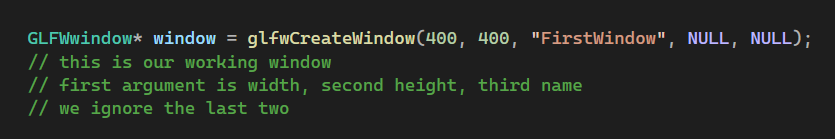 GLFWwindow* window = glfwCreateWindow(400, 400, "FirstWindow", NULL, NULL);
// this is our working window
// first argument is width, second height, third name
// we ignore the last two